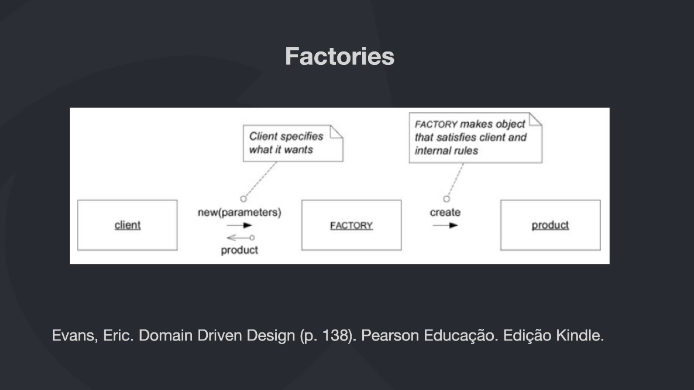 Factories
Client specifies
what it wants
FACTORY makes object
that satisfies client and
internal rules
client
new(parameters)
product
FACTORY
create
product
Evans, Eric. Domain Driven Design (p. 138). Pearson Educação. Edição Kindle.